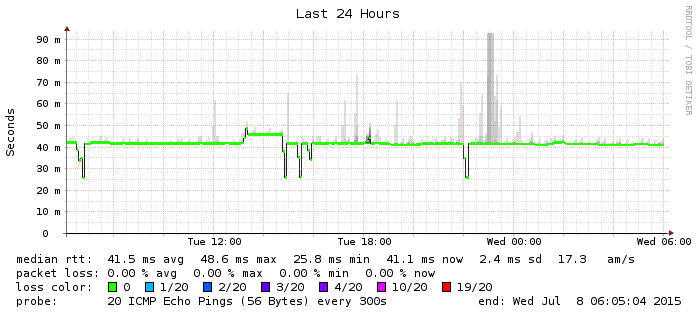 Last 24 Hours
RRDTOOL / TOBI OETIKER
Seconds
90 m
80 m
70 m
60 m
50 m
40 m
30 m
20 m
10 m
0
Tue 12:00 Tue 18:00 Wed 00:00 Wed 06:00
median rtt: 41.5 ms avg 48.6 ms max 25.8 ms min 41.1 ms now 2.4 ms sd 17.3 am/s
packet loss: 0.00 % avg 0.00 % max 0.00 % min 0.00 % now
loss color: 0 1/20 2/20 3/20 4/20 10/20 19/20
probe: 20 ICMP Echo Pings (56 Bytes) every 300s end: Wed Jul 8 06:05:04 2015